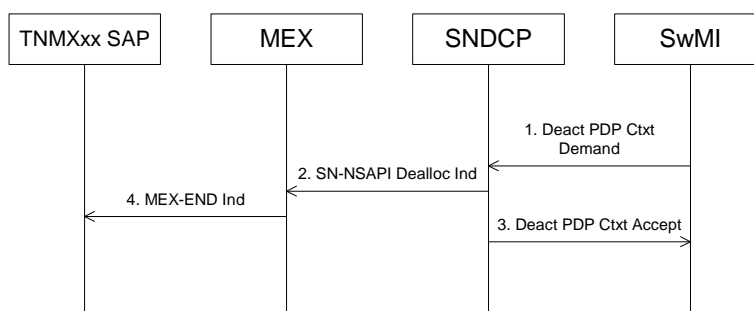 TNMXxx SAP
MEX
SNDCP
SwMI
1. Deact PDP Ctxt
Demand
2. SN-NSAPI Dealloc Ind
4. MEX-END Ind
3. Deact PDP Ctxt Accept